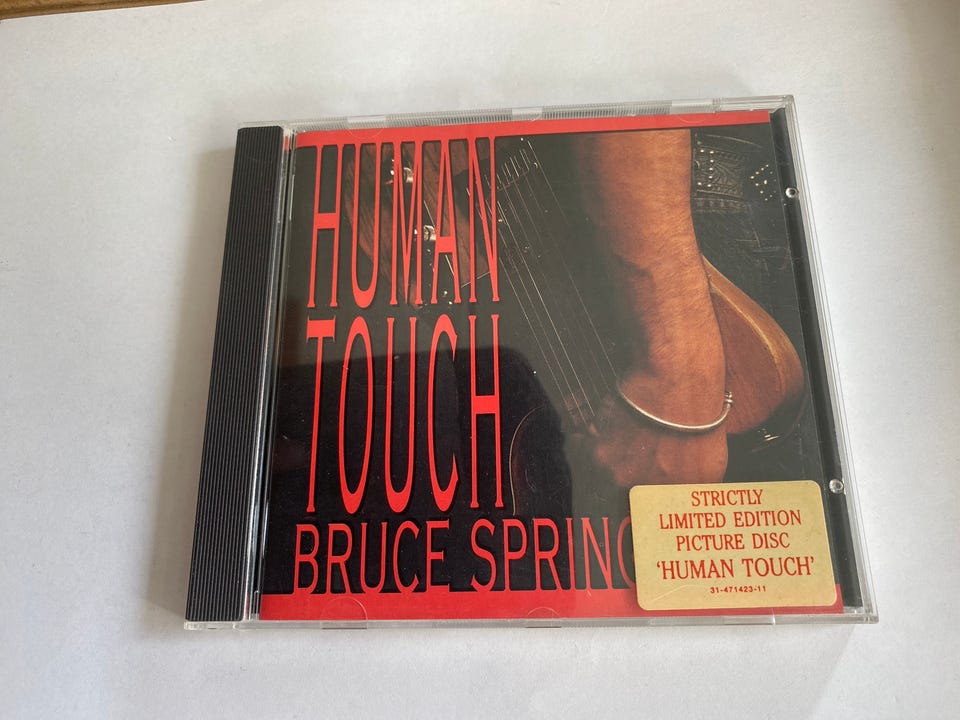 HUMAN
TOUCH
BRUCE SPRING
STRICTLY
LIMITED EDITION
PICTURE DISC
'HUMAN TOUCH'
31-471423-11